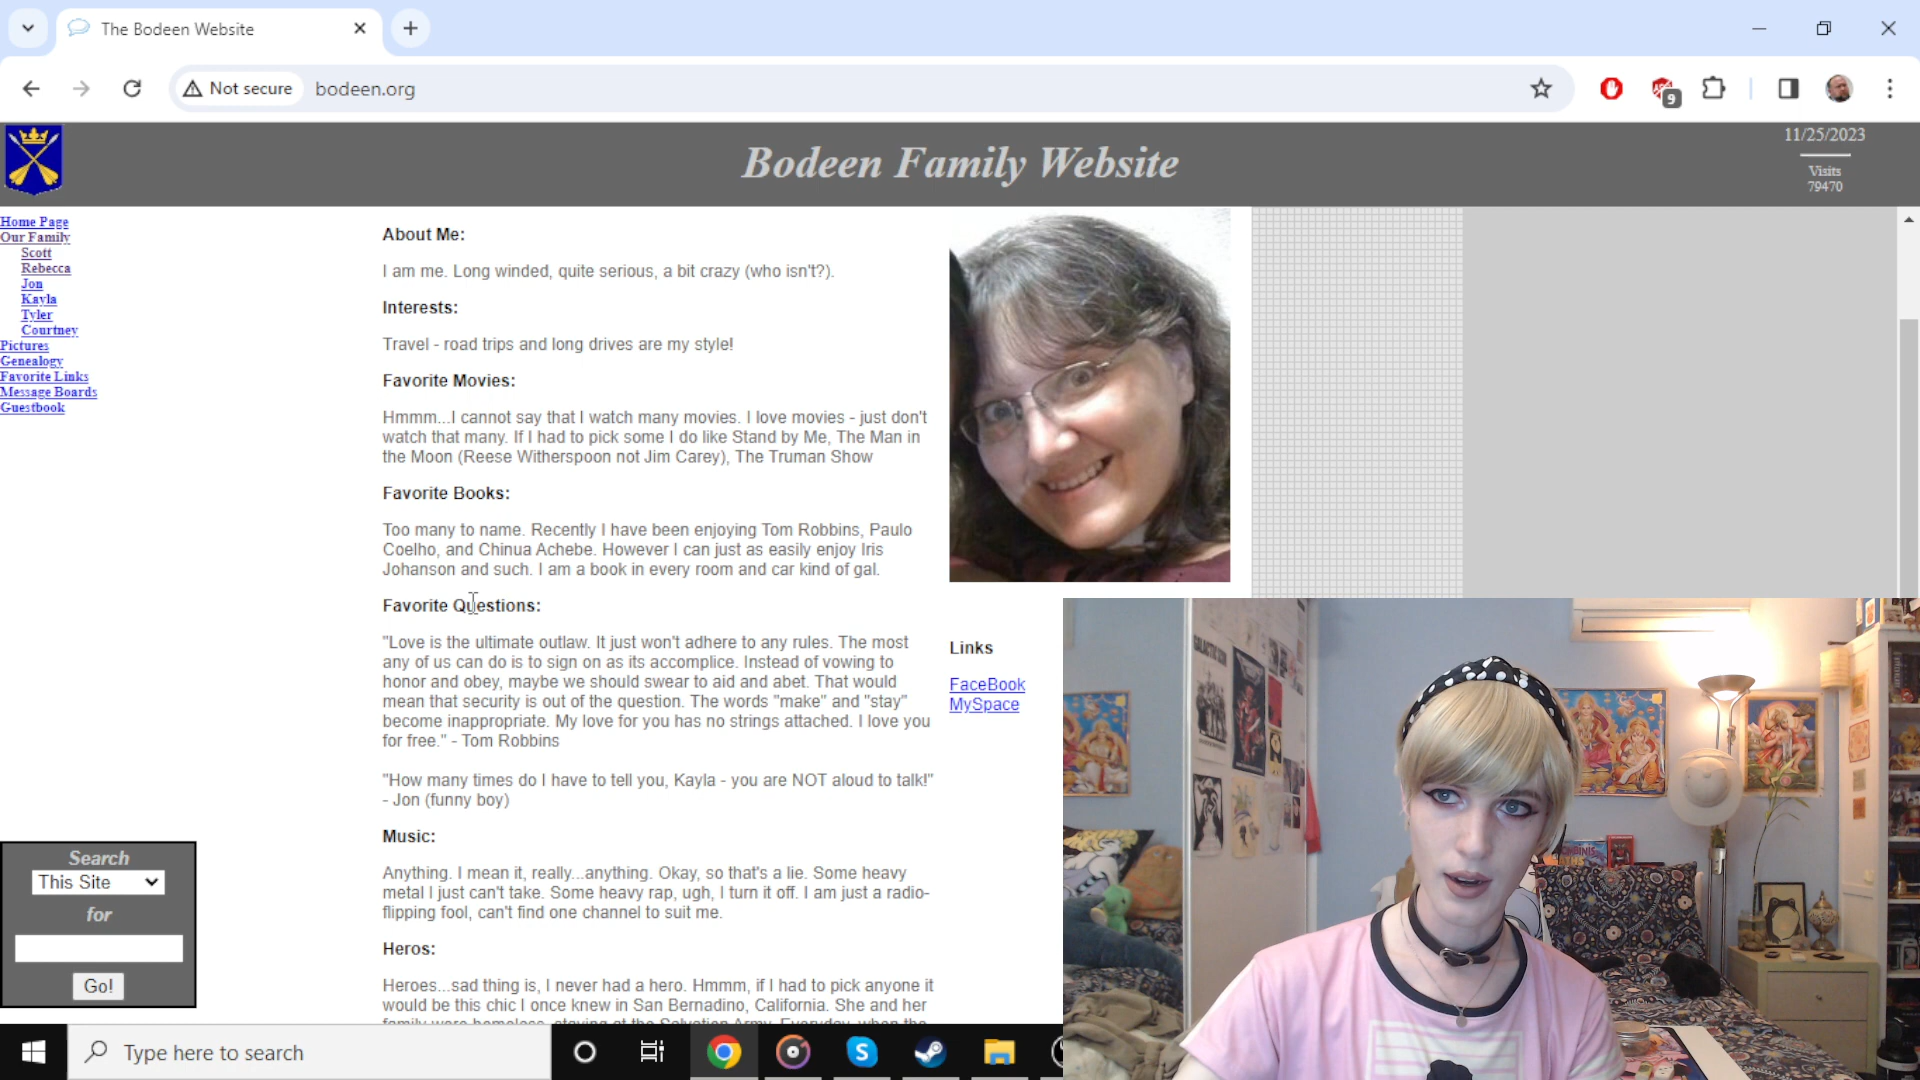 The Bodeen Website
Not secure
bodeen.org
9
Bodeen Family Website
11/25/2023
Visits
79470
Home Page
Our Family
Scott
Rebecca
Jon
Kayla
Tyler
Courtney
Pictures
Genealogy
Favorite Links
Message Boards
Guestbook
About Me:
I am me. Long winded, quite serious, a bit crazy (who isn't?).
Interests:
Travel - road trips and long drives are my style!
Favorite Movies:
Hmmm...I cannot say that I watch many movies. I love movies - just don't
watch that many. If I had to pick some I do like Stand by Me, The Man in
the Moon (Reese Witherspoon not Jim Carey), The Truman Show
Favorite Books:
Too many to name. Recently I have been enjoying Tom Robbins, Paulo
Coelho, and Chinua Achebe. However I can just as easily enjoy Iris
Johanson and such. I am a book in every room and car kind of gal.
Favorite Questions:
"Love is the ultimate outlaw. It just won't adhere to any rules. The most
any of us can do is to sign on as its accomplice. Instead of vowing to
honor and obey, maybe we should swear to aid and abet. That would
mean that security is out of the question. The words "make" and "stay"
become inappropriate. My love for you has no strings attached. I love you
for free." - Tom Robbins
"How many times do I have to tell you, Kayla - you are NOT aloud to talk!"
- Jon (funny boy)
Music:
Anything. I mean it, really...anything. Okay, so that's a lie. Some heavy
metal I just can't take. Some heavy rap, ugh, I turn it off. I am just a radio-
flipping fool, can't find one channel to suit me.
Heros:
Heroes...sad thing is, I never had a hero. Hmmm, if I had to pick anyone it
would be this chic I once knew in San Bernadino, California. She and her
family were homeless, staying at the Salvation Army. Everyday, when the
Links
FaceBook
MySpace
Search
This Site
for
Go!
Type here to search